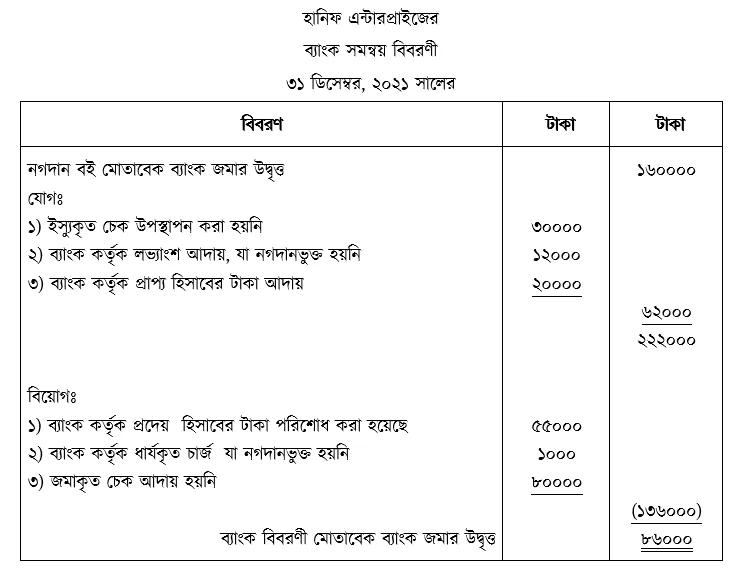 হানিফ এন্টারপ্রাইজের
ব্যাংক সমন্বয় বিবরণী
৩১ ডিসেম্বর, ২০২১ সালের
বিবরণ টাকা টাকা
নগদান বই মোতাবেক ব্যাংক জমার উদ্বৃত্ত ১৬০০০০
যোগঃ
১) ইস্যুকৃত চেক উপস্থাপন করা হয়নি ৩০০০০
২) ব্যাংক কর্তৃক লভ্যাংশ আদায়, যা নগদানভুক্ত হয়নি ১২০০০
৩) ব্যাংক কর্তৃক প্রাপ্য হিসাবের টাকা আদায় ২০০০০
৬২০০০
২২২০০০
বিয়োগঃ
১) ব্যাংক কর্তৃক প্রদেয় হিসাবের টাকা পরিশোধ করা হয়েছে ৫৫০০০
২) ব্যাংক কর্তৃক ধার্যকৃত চার্জ যা নগদানভুক্ত হয়নি ১০০০
৩) জমাকৃত চেক আদায় হয়নি ৮০০০০
(১৩৬০০০)
ব্যাংক বিবরণী মোতাবেক ব্যাংক জমার উদ্বৃত্ত ৮৬০০০